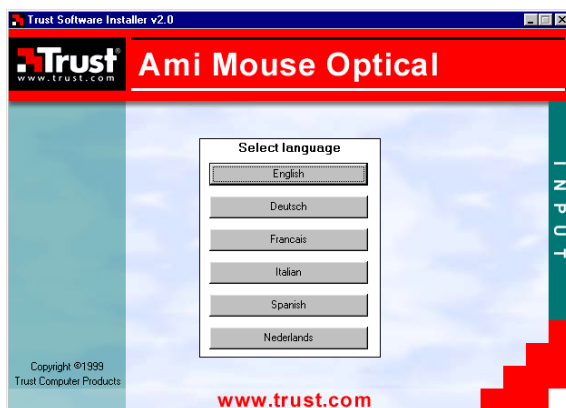 Trust Software Installer v2.0
Trust
www.trust.com
Ami Mouse Optical
Select language
English
Deutsch
Francais
Italian
Spanish
Nederlands
INPUT
Copyright ©1999
Trust Computer Products
www.trust.com